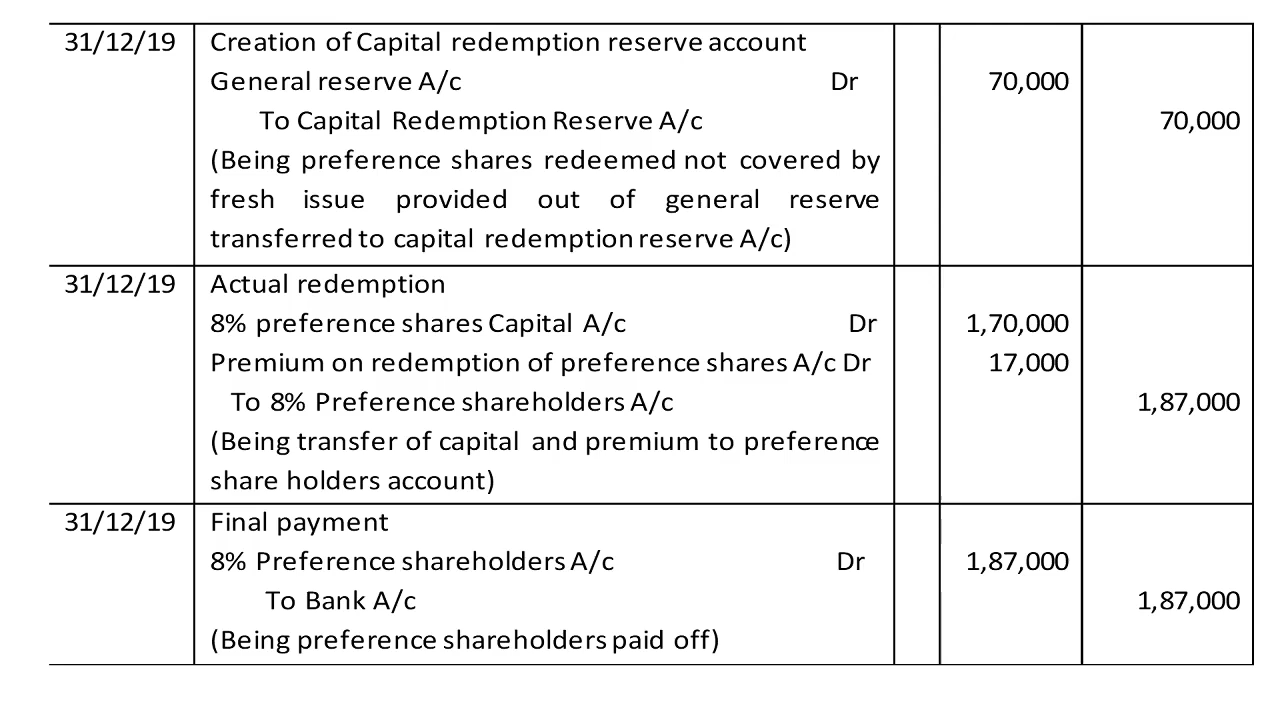 31/12/19 Creation of Capital redemption reserve account
General reserve A/c Dr 70,000
To Capital Redemption Reserve A/c 70,000
(Being preference shares redeemed not covered by
fresh issue provided out of general reserve
transferred to capital redemption reserve A/c)
31/12/19 Actual redemption
8% preference shares Capital A/c Dr 1,70,000
Premium on redemption of preference shares A/c Dr 17,000
To 8% Preference shareholders A/c 1,87,000
(Being transfer of capital and premium to preference
share holders account)
31/12/19 Final payment
8% Preference shareholders A/c Dr 1,87,000
To Bank A/c 1,87,000
(Being preference shareholders paid off)